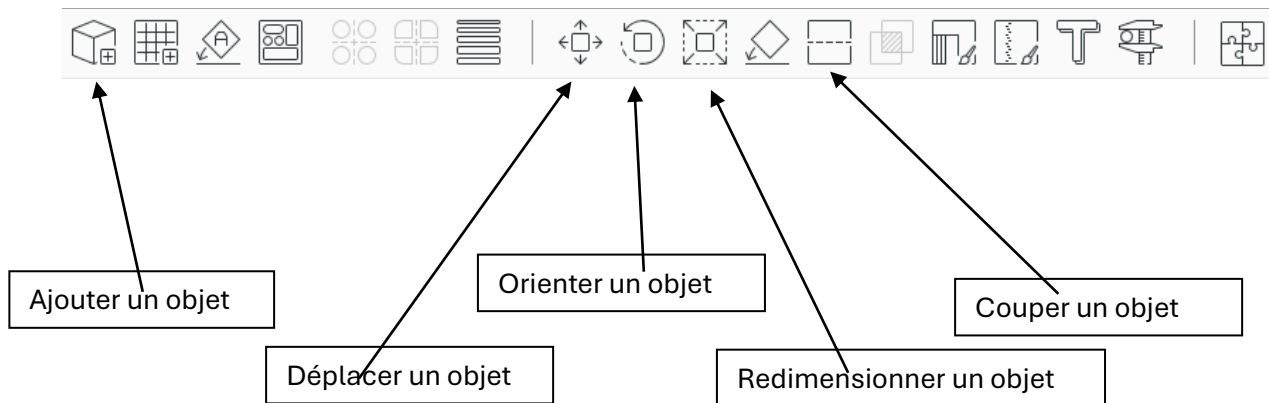 Ajouter un objet
Déplacer un objet
Orienter un objet
Redimensionner un objet
Couper un objet